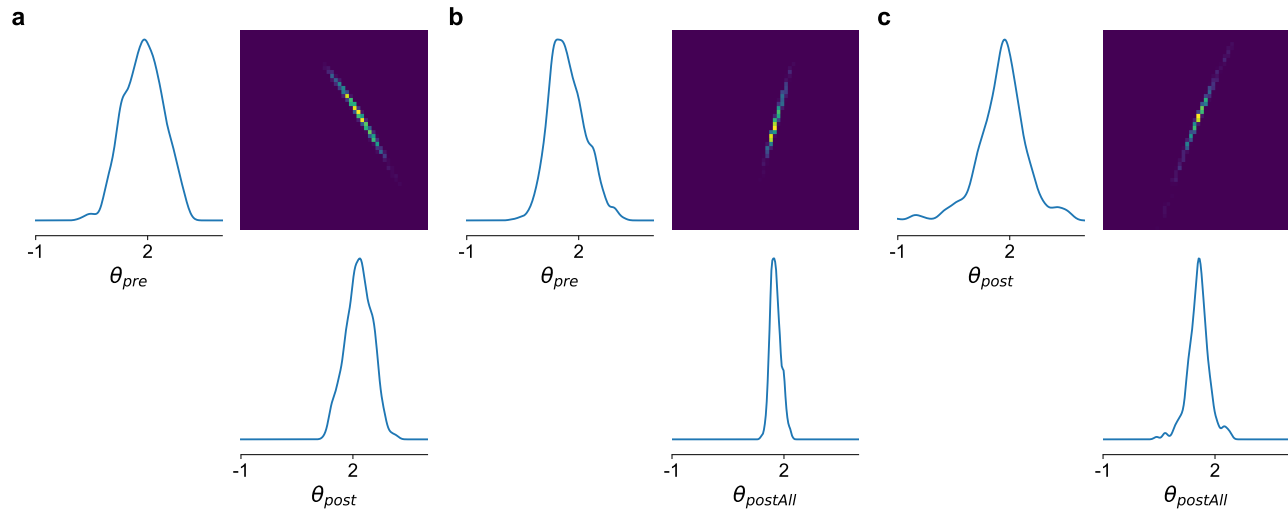 a b c
-1 2 -1 2 -1 2
θpre θpre θpost
-1 2 -1 2 -1 2
θpost θpostAll θpostAll